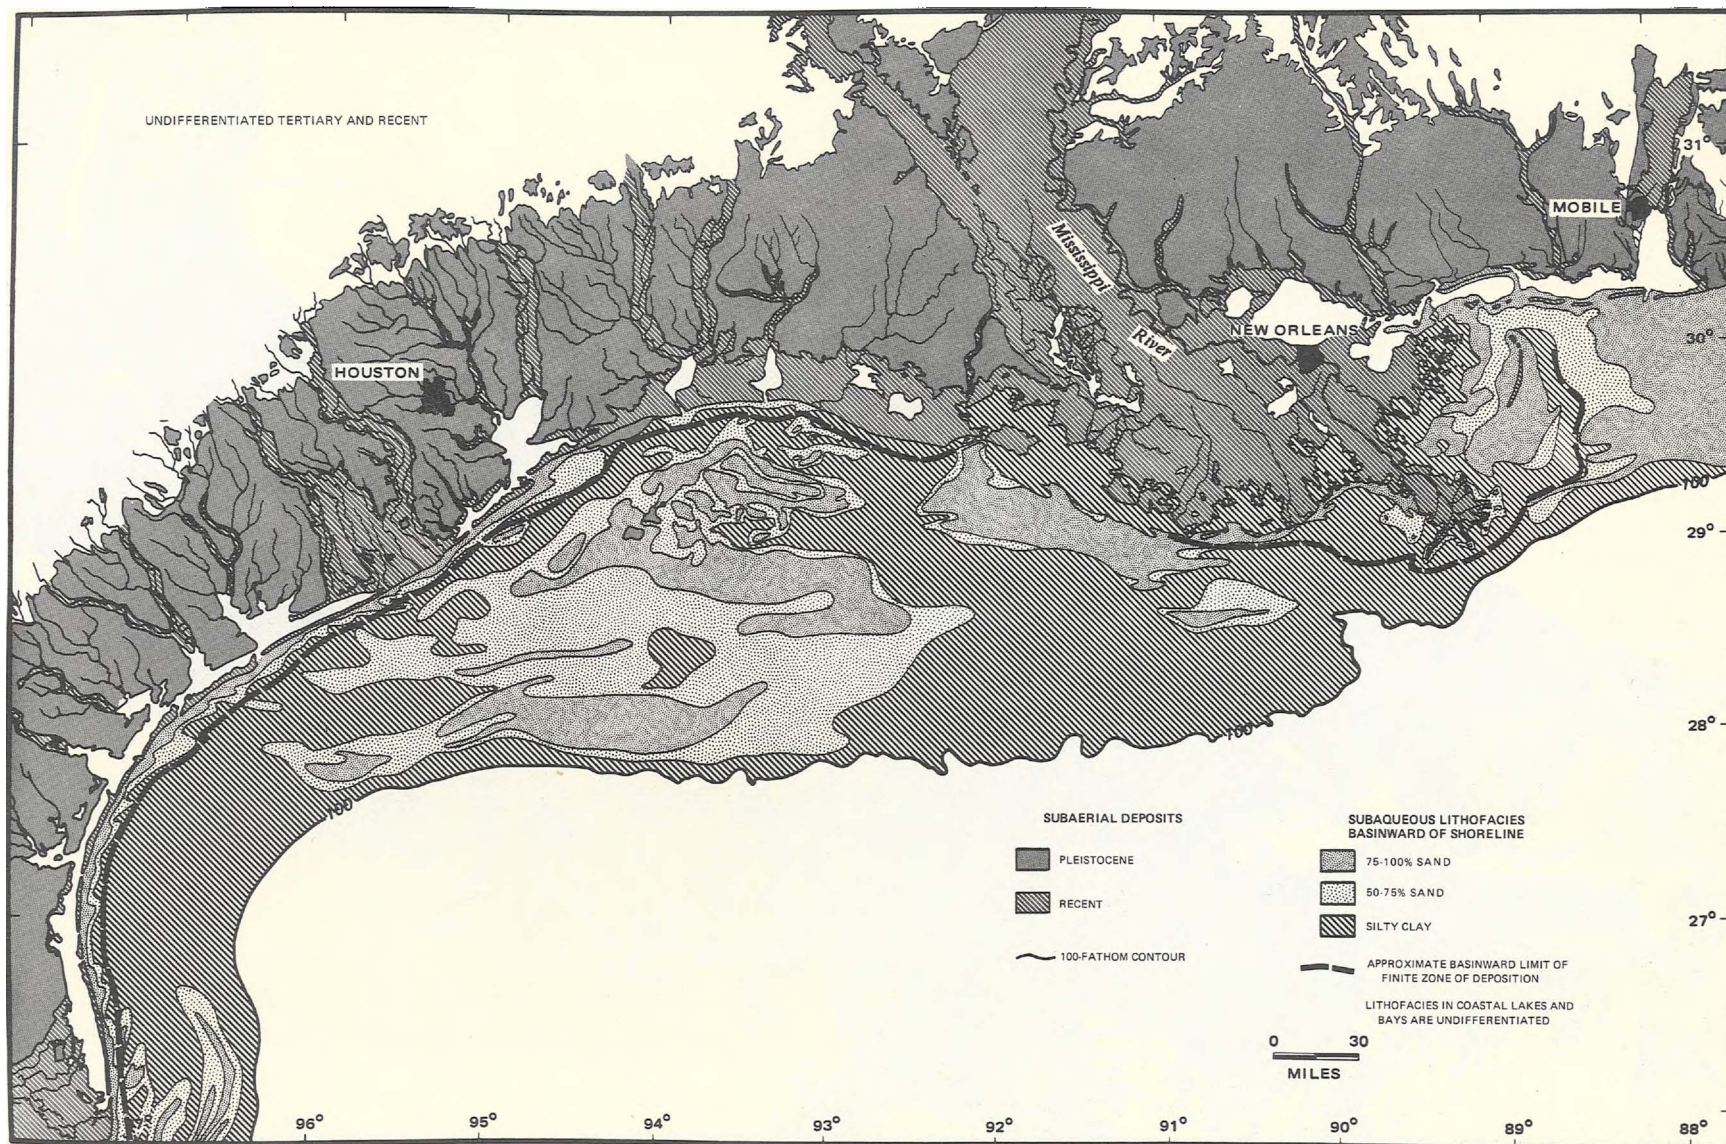 UNDIFFERENTIATED TERTIARY AND RECENT
31°
MOBILE
Mississippi
River
NEW ORLEANS
30°
HOUSTON
100
29°
28°
100
100
SUBAERIAL DEPOSITS
PLEISTOCENE
RECENT
100-FATHOM CONTOUR
SUBAQUEOUS LITHOFACIES
BASINWARD OF SHORELINE
75-100% SAND
50-75% SAND
SILTY CLAY
APPROXIMATE BASINWARD LIMIT OF
FINITE ZONE OF DEPOSITION
LITHOFACIES IN COASTAL LAKES AND
BAYS ARE UNDIFFERENTIATED
27°
0 30
MILES
96° 95° 94° 93° 92° 91° 90° 89° 88°